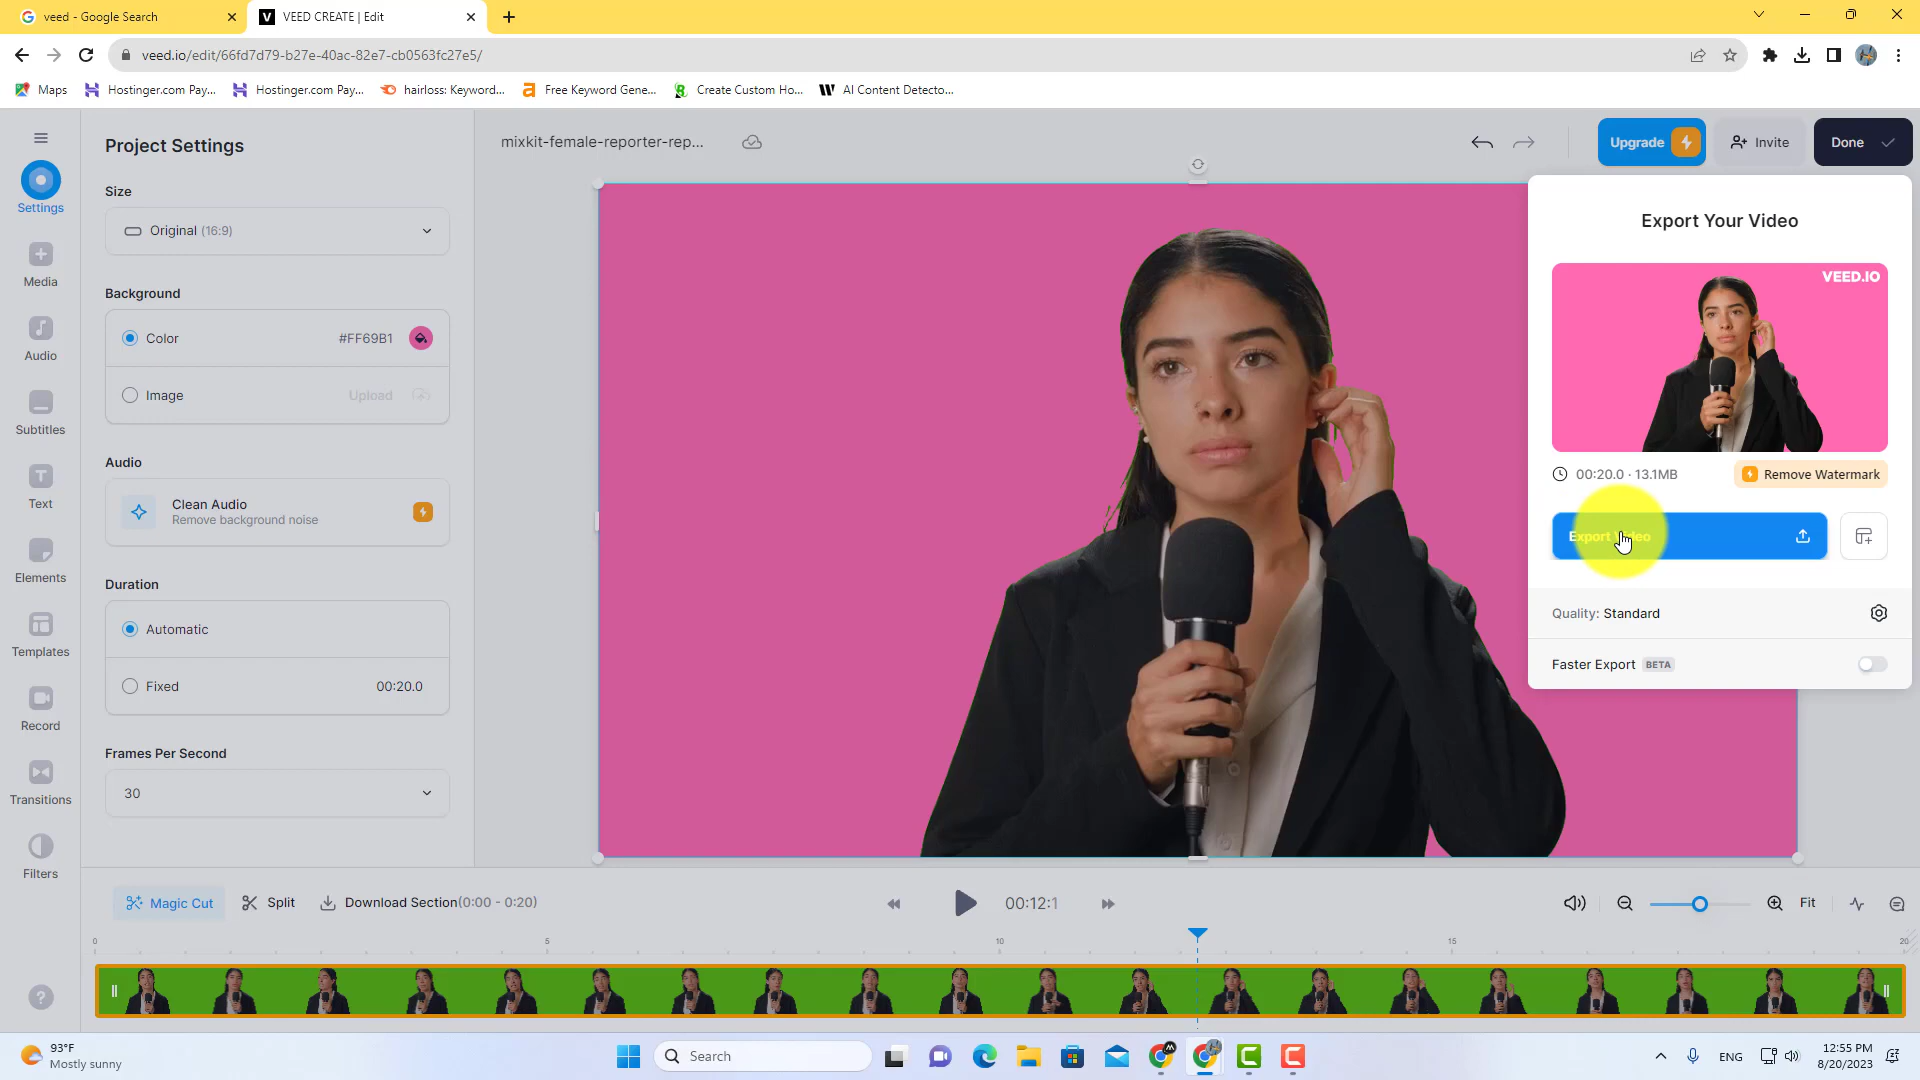 veed - Google Search
VEED CREATE | Edit
veed.io/edit/66fd7d79-b27e-40ac-82e7-cb0563fc27e5/
Maps
Hostinger.com Pay...
Hostinger.com Pay...
hairloss: Keyword...
Free Keyword Gene...
Create Custom Ho...
AI Content Detecto...
Project Settings
mixkit-female-reporter-rep...
Upgrade
Invite
Done
Settings
Size
Original (16:9)
Export Your Video
VEED.IO
Media
Background
Color #FF69B1
Image Upload
Audio
Subtitles
Audio
Clean Audio
Remove background noise
00:20.0 · 13.1MB
Remove Watermark
Export Video
Text
Elements
Duration
Automatic
Fixed 00:20.0
Quality: Standard
Faster Export BETA
Templates
Record
Frames Per Second
30
Transitions
Filters
Magic Cut
Split
Download Section(0:00 - 0:20)
00:12:1
Fit
0 5 10 15 20
93°F
Mostly sunny
Search
ENG
12:55 PM
8/20/2023